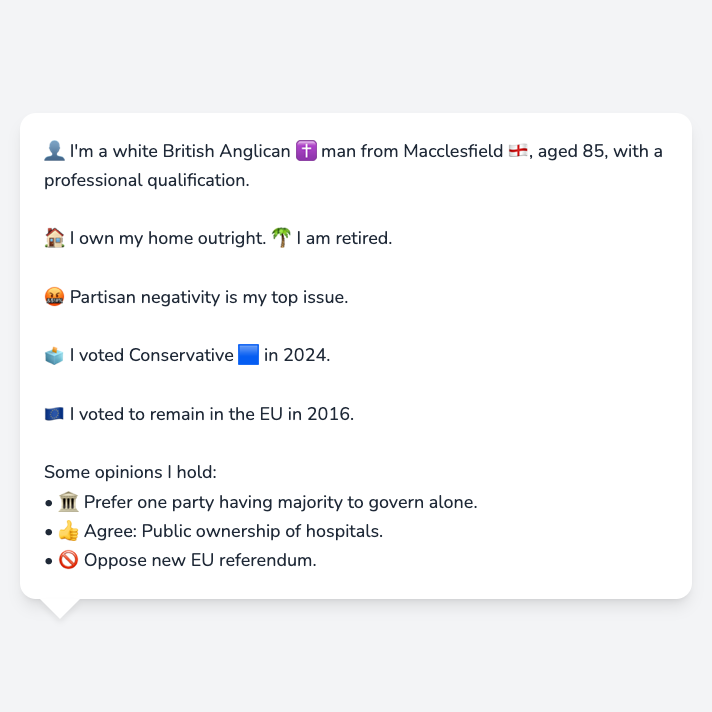 👤 I'm a white British Anglican ✝️ man from Macclesfield 🏴󠁧󠁢󠁥󠁮󠁧󠁿, aged 85, with a
professional qualification.
🏠 I own my home outright. 🌴 I am retired.
🤬 Partisan negativity is my top issue.
🗳️ I voted Conservative 🟦 in 2024.
🇪🇺 I voted to remain in the EU in 2016.
Some opinions I hold:
• 🏛️ Prefer one party having majority to govern alone.
• 👍 Agree: Public ownership of hospitals.
• 🚫 Oppose new EU referendum.